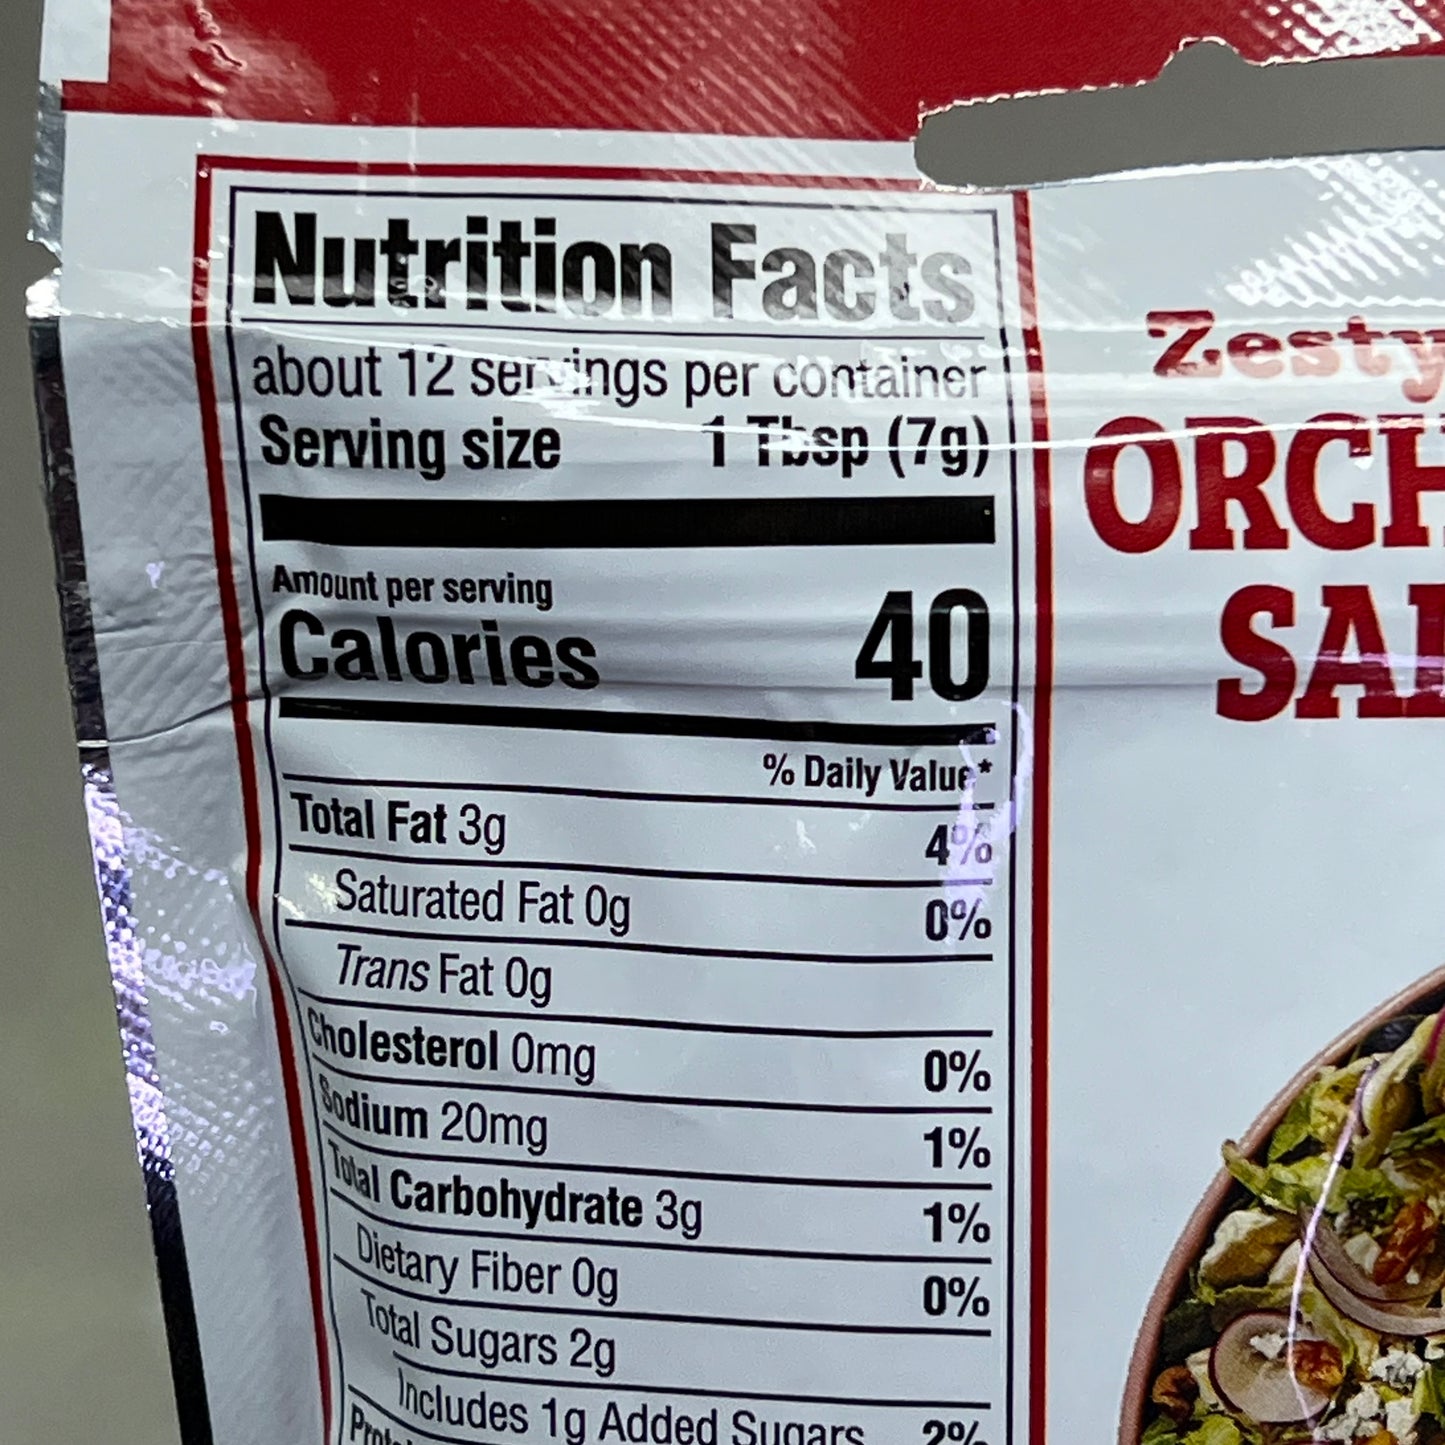 Nutrition Facts
about 12 servings per container
Serving size 1 Tbsp (7g)
Amount per serving
Calories 40
% Daily Value*
Total Fat 3g 4%
Saturated Fat 0g 0%
Trans Fat 0g
Cholesterol 0mg 0%
Sodium 20mg 1%
Total Carbohydrate 3g 1%
Dietary Fiber 0g 0%
Total Sugars 2g
Includes 1g Added Sugars 2%
Zesty